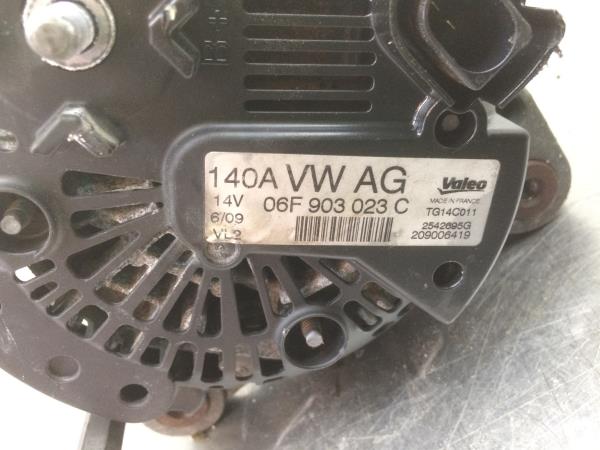 B+
140A VW AG
14V 06F 903 023 C
6/09
VL2
Valeo
MADE IN FRANCE
TG14C011
2542695G
209006419